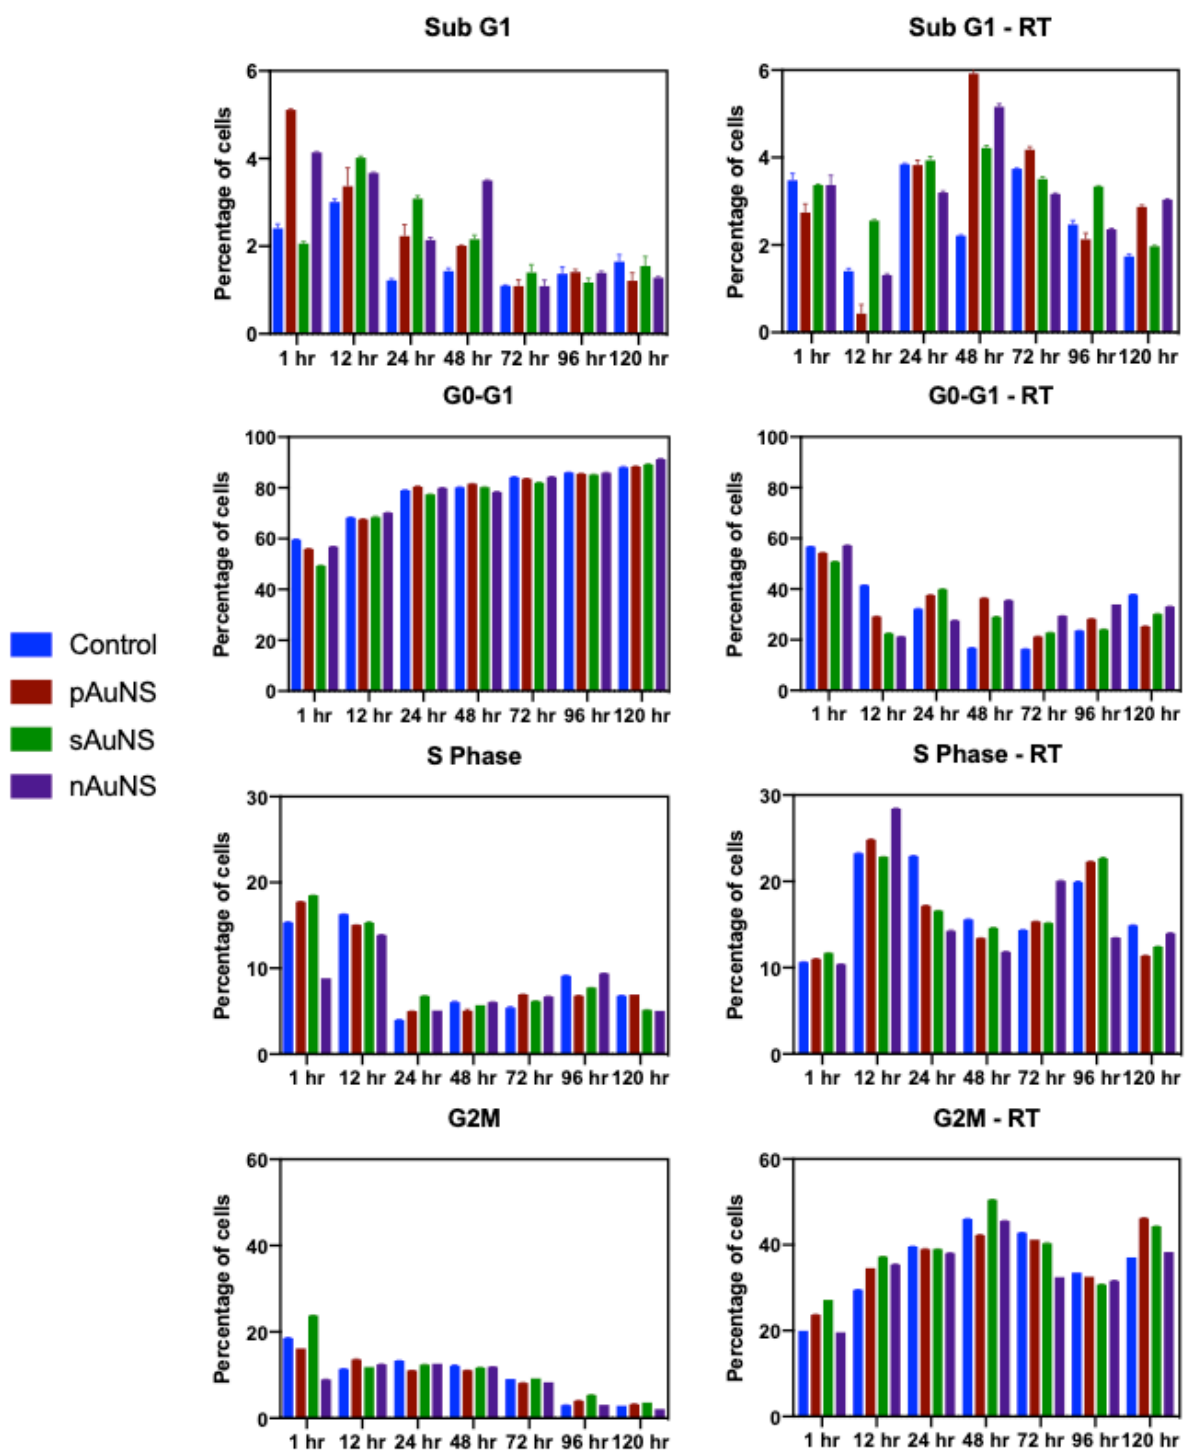 Sub G1
Percentage of cells
6
4
2
0
1 hr 12 hr 24 hr 48 hr 72 hr 96 hr 120 hr
Sub G1 - RT
Percentage of cells
6
4
2
0
1 hr 12 hr 24 hr 48 hr 72 hr 96 hr 120 hr
G0-G1
Percentage of cells
100
80
60
40
20
0
1 hr 12 hr 24 hr 48 hr 72 hr 96 hr 120 hr
G0-G1 - RT
Percentage of cells
100
80
60
40
20
0
1 hr 12 hr 24 hr 48 hr 72 hr 96 hr 120 hr
Control
pAuNS
sAuNS
nAuNS
S Phase
Percentage of cells
30
20
10
0
1 hr 12 hr 24 hr 48 hr 72 hr 96 hr 120 hr
S Phase - RT
Percentage of cells
30
20
10
0
1 hr 12 hr 24 hr 48 hr 72 hr 96 hr 120 hr
G2M
Percentage of cells
60
40
20
0
1 hr 12 hr 24 hr 48 hr 72 hr 96 hr 120 hr
G2M - RT
Percentage of cells
60
40
20
0
1 hr 12 hr 24 hr 48 hr 72 hr 96 hr 120 hr